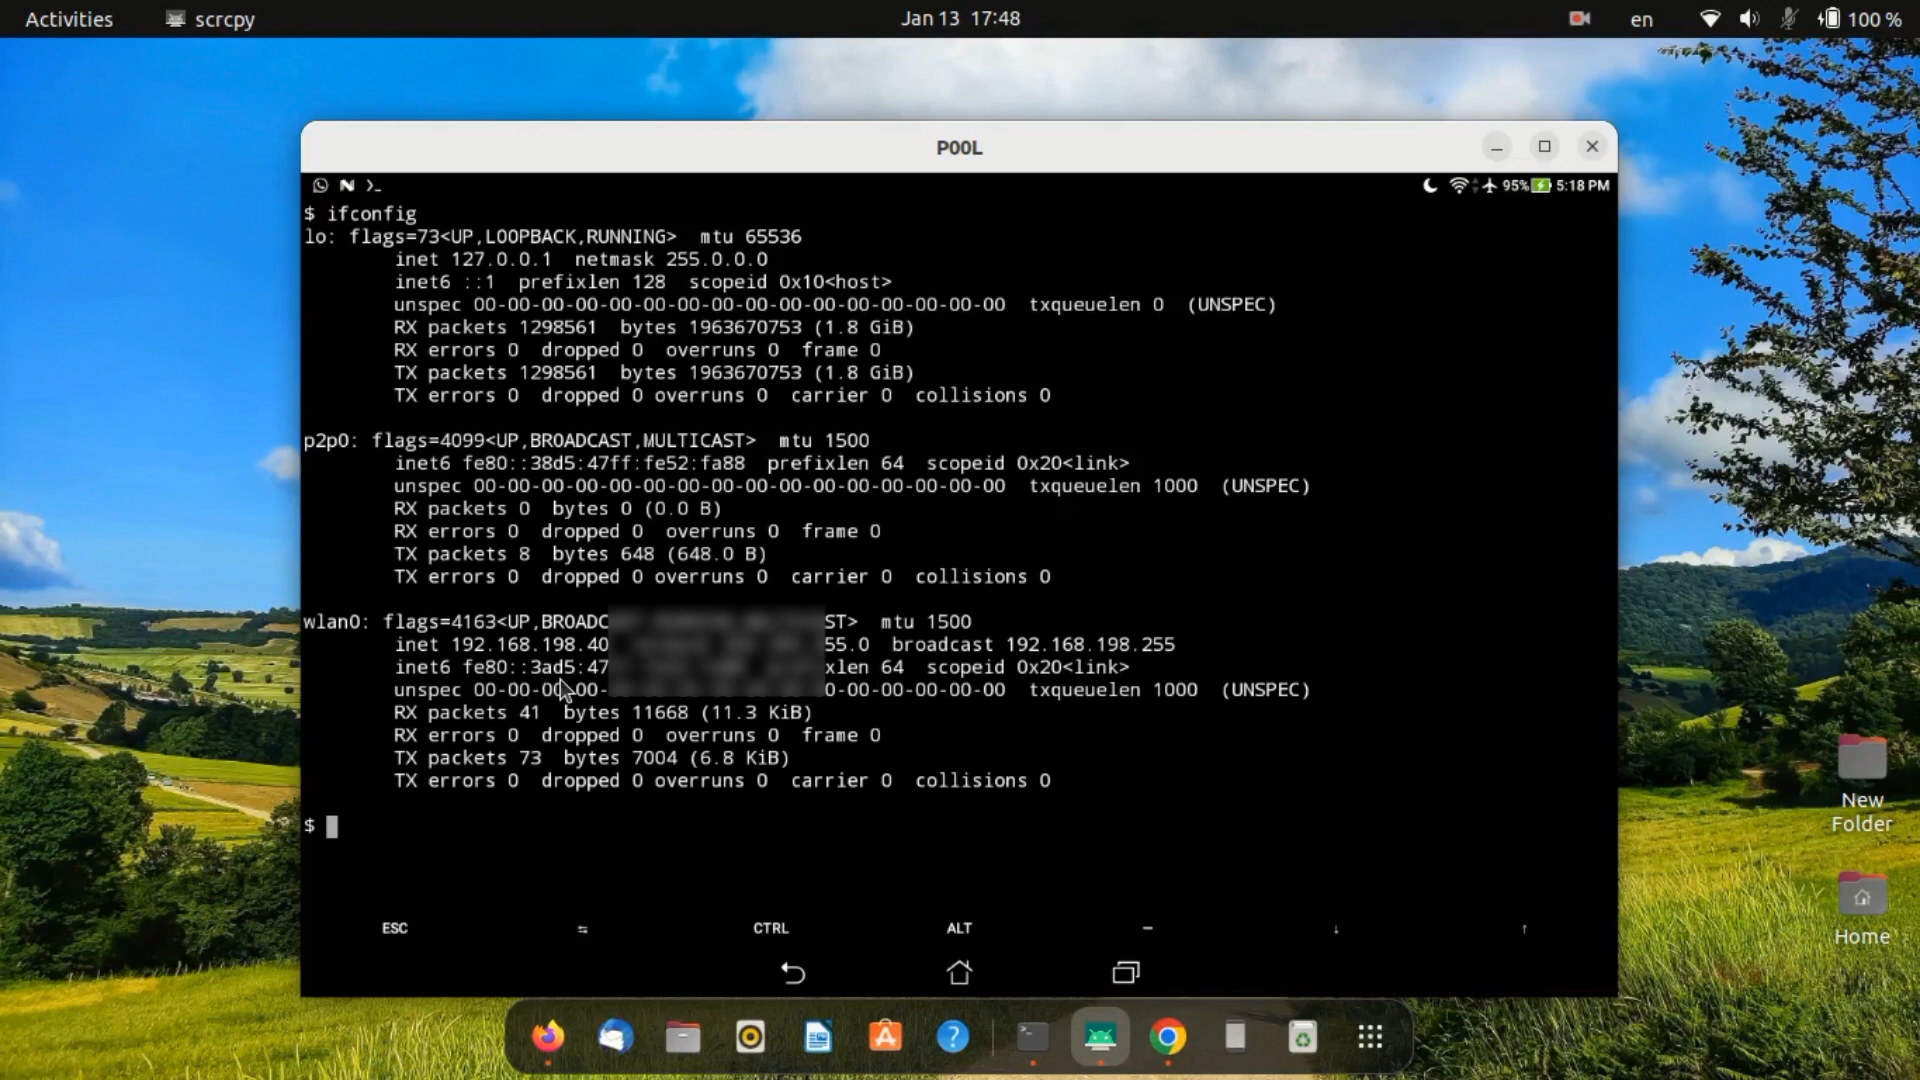 Activities scrcpy Jan 13 17:48 en 100 %
P00L
95% 5:18 PM
$ ifconfig
lo: flags=73<UP,LOOPBACK,RUNNING> mtu 65536
inet 127.0.0.1 netmask 255.0.0.0
inet6 ::1 prefixlen 128 scopeid 0x10<host>
unspec 00-00-00-00-00-00-00-00-00-00-00-00-00-00-00-00 txqueuelen 0 (UNSPEC)
RX packets 1298561 bytes 1963670753 (1.8 GiB)
RX errors 0 dropped 0 overruns 0 frame 0
TX packets 1298561 bytes 1963670753 (1.8 GiB)
TX errors 0 dropped 0 overruns 0 carrier 0 collisions 0
p2p0: flags=4099<UP,BROADCAST,MULTICAST> mtu 1500
inet6 fe80::38d5:47ff:fe52:fa88 prefixlen 64 scopeid 0x20<link>
unspec 00-00-00-00-00-00-00-00-00-00-00-00-00-00-00-00 txqueuelen 1000 (UNSPEC)
RX packets 0 bytes 0 (0.0 B)
RX errors 0 dropped 0 overruns 0 frame 0
TX packets 8 bytes 648 (648.0 B)
TX errors 0 dropped 0 overruns 0 carrier 0 collisions 0
wlan0: flags=4163<UP,BROADC ST> mtu 1500
inet 192.168.198.40 55.0 broadcast 192.168.198.255
inet6 fe80::3ad5:47 xlen 64 scopeid 0x20<link>
unspec 00-00-00-00- 0-00-00-00-00-00-00-00 txqueuelen 1000 (UNSPEC)
RX packets 41 bytes 11668 (11.3 KiB)
RX errors 0 dropped 0 overruns 0 frame 0
TX packets 73 bytes 7004 (6.8 KiB)
TX errors 0 dropped 0 overruns 0 carrier 0 collisions 0
$
ESC ⇆ CTRL ALT – ↓ ↑
New
Folder
Home